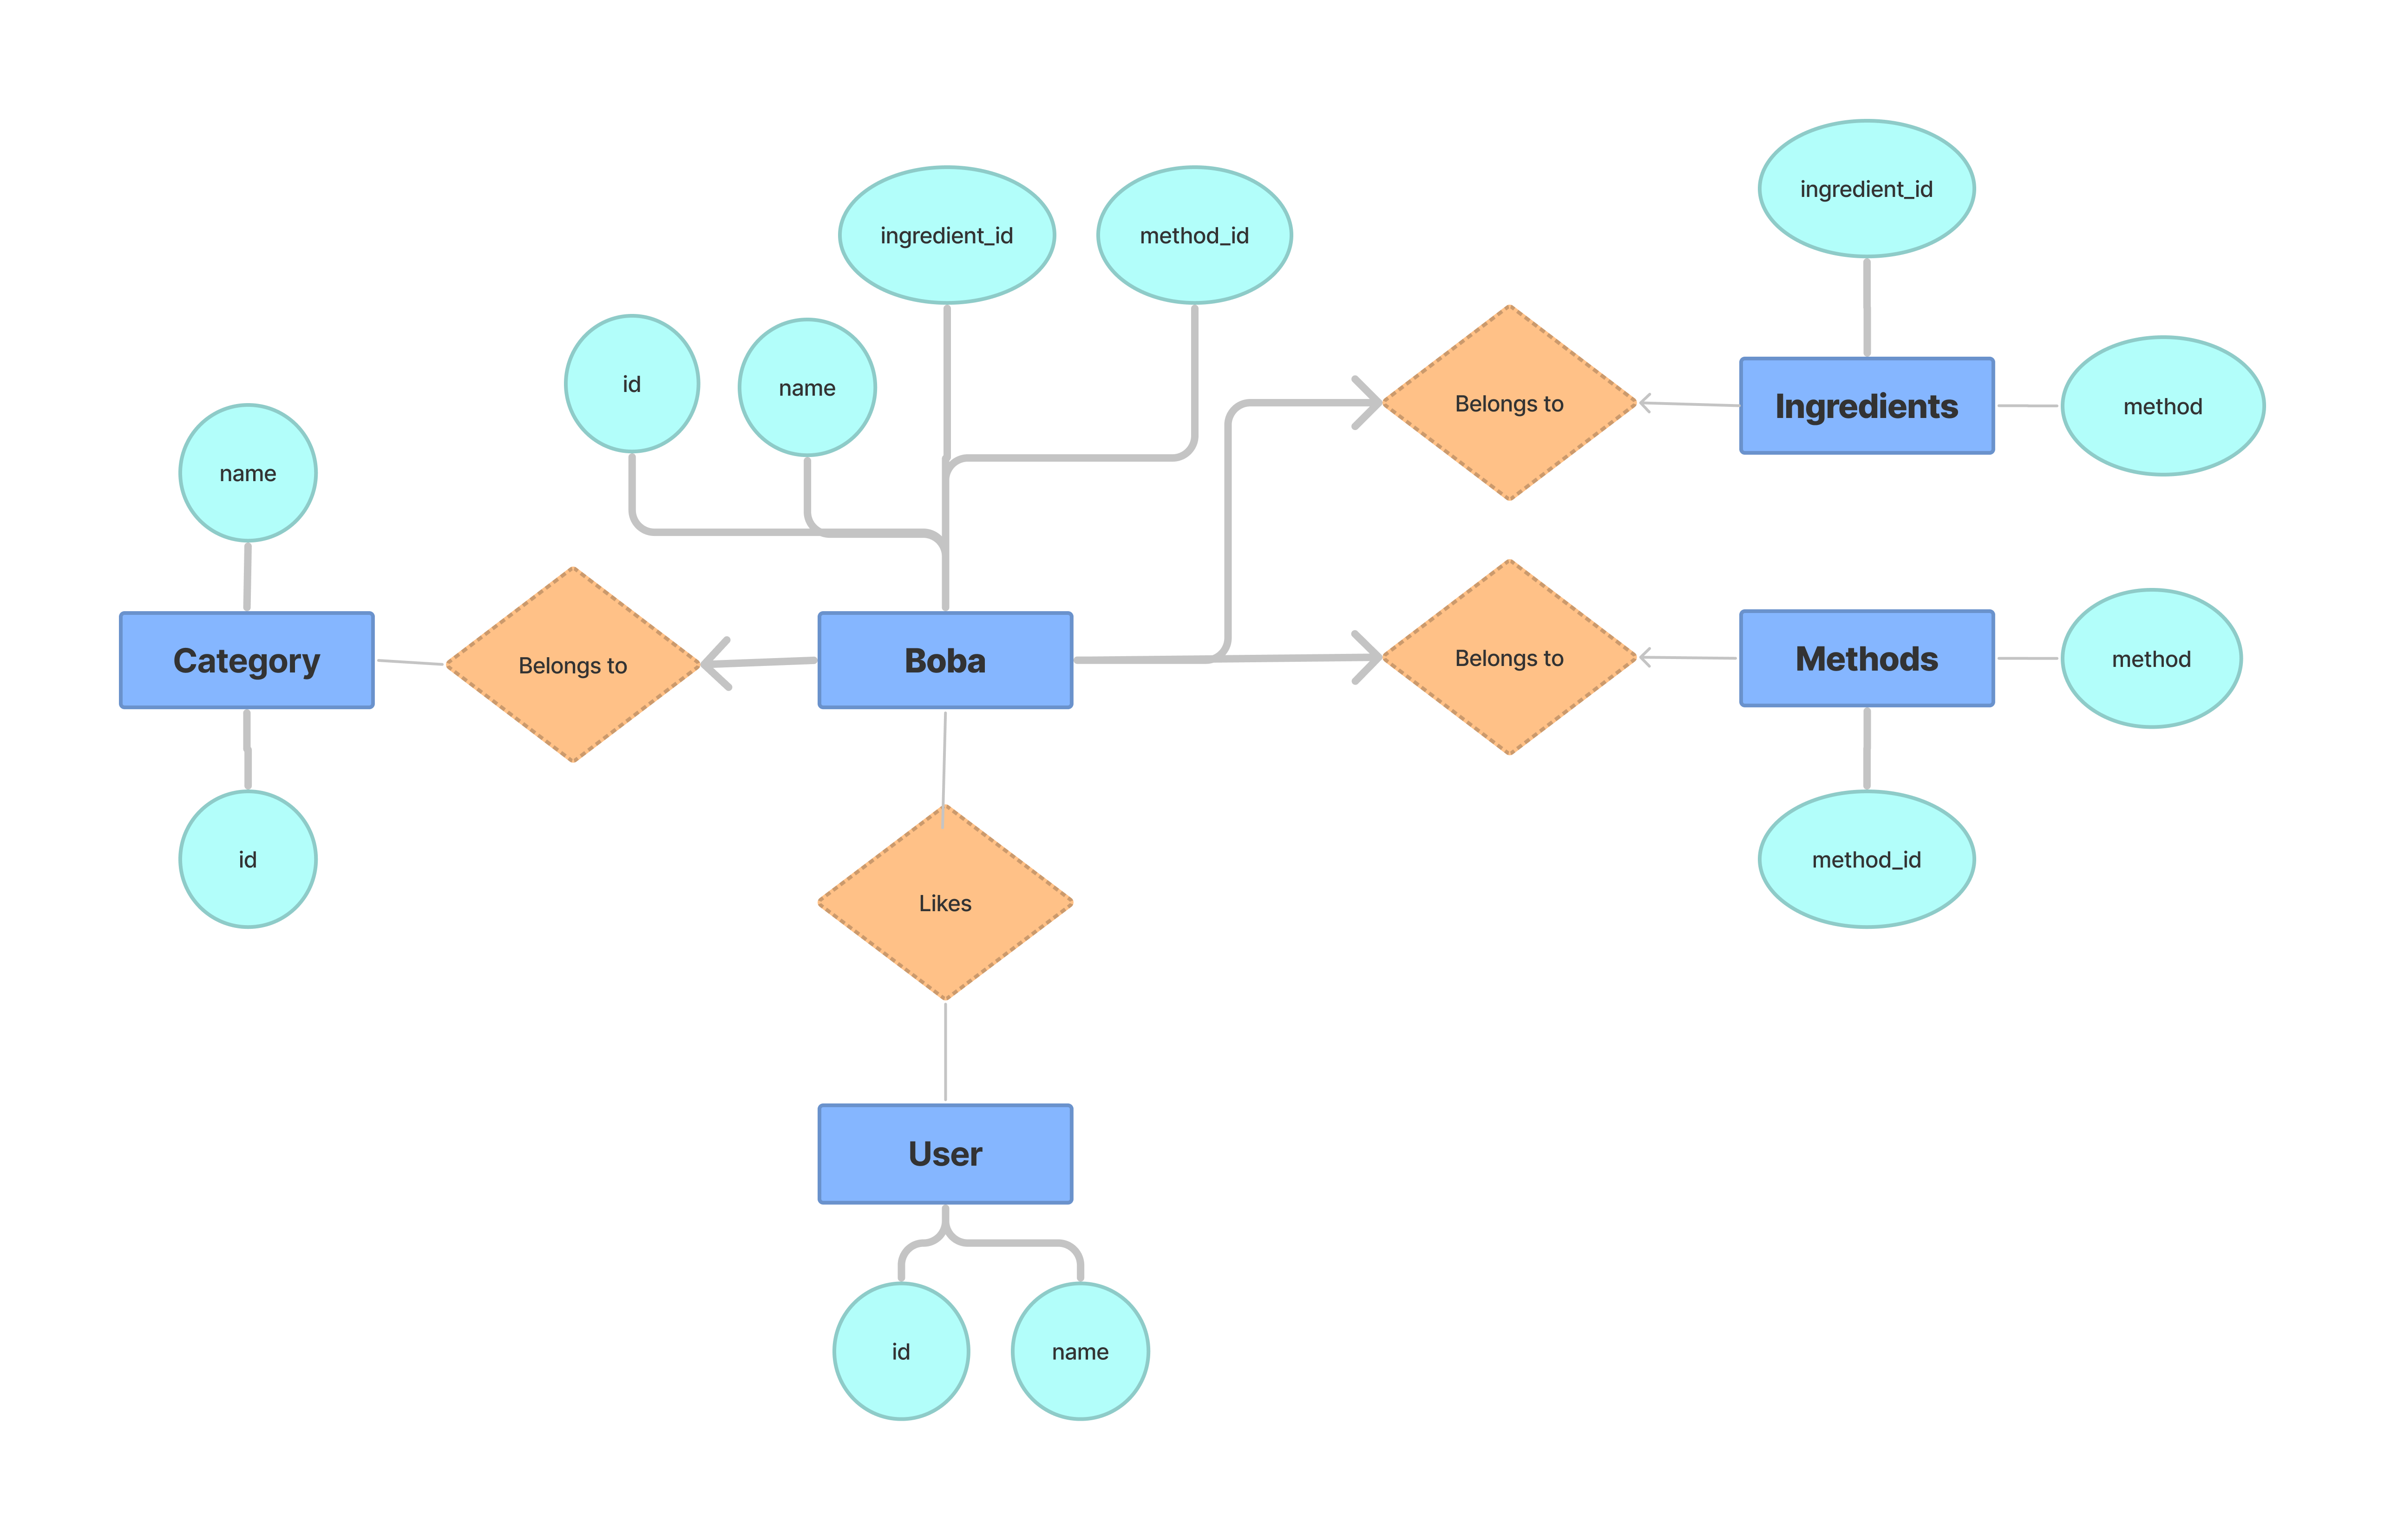 ingredient_id
ingredient_id
method_id
id
name
Belongs to
Ingredients
method
name
Category
Belongs to
Boba
Belongs to
Methods
method
id
Likes
method_id
User
id
name